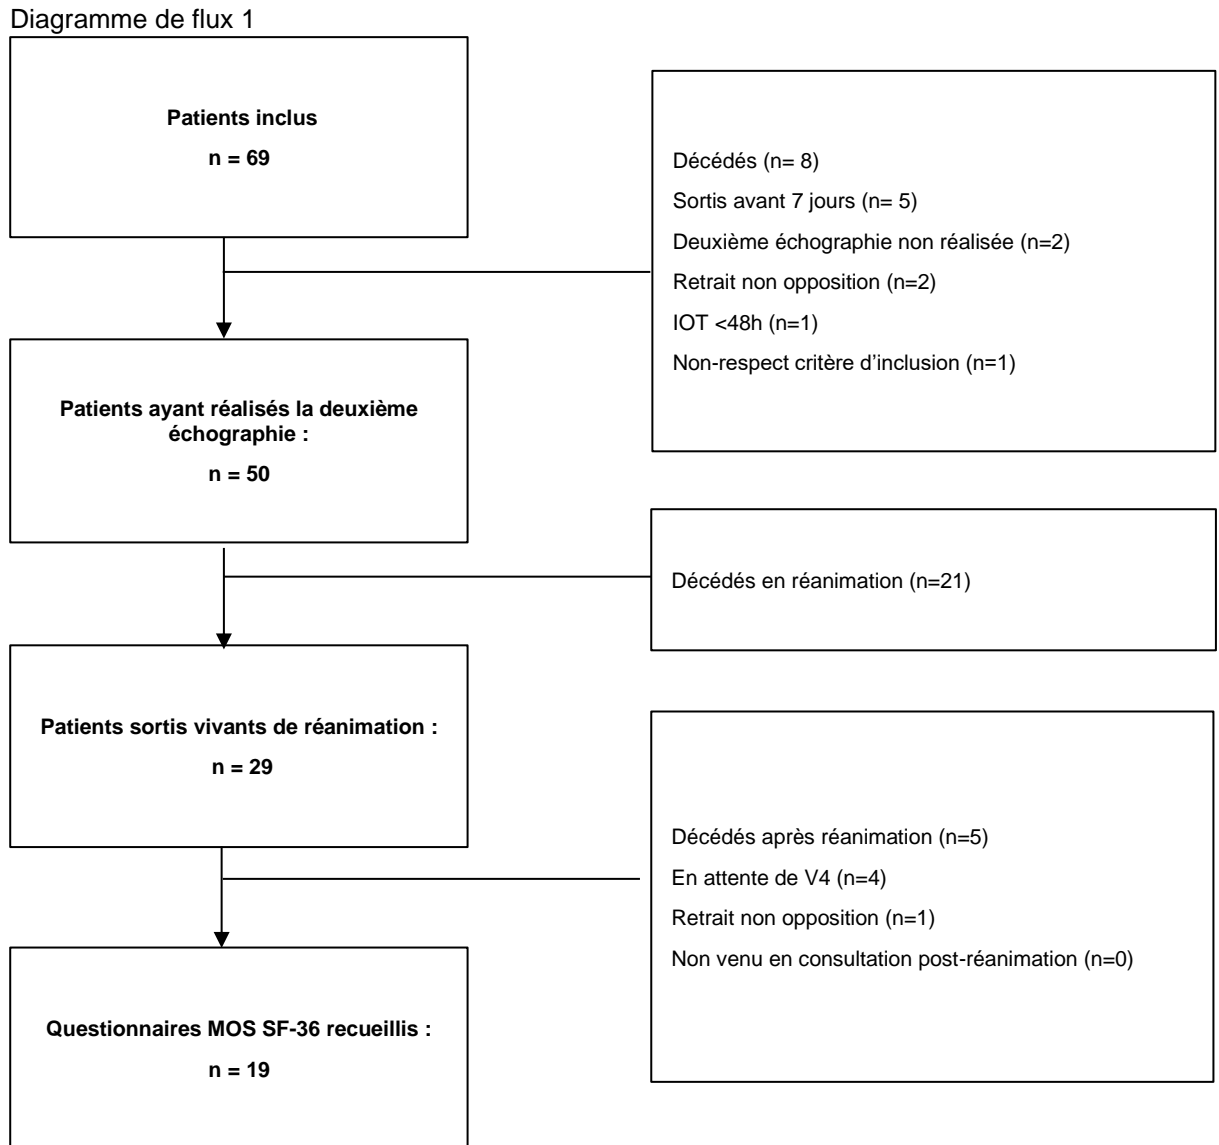 Diagramme de flux 1
Patients inclus
n = 69
Décédés (n= 8)
Sortis avant 7 jours (n= 5)
Deuxième échographie non réalisée (n=2)
Retrait non opposition (n=2)
IOT <48h (n=1)
Non-respect critère d’inclusion (n=1)
Patients ayant réalisés la deuxième
échographie :
n = 50
Décédés en réanimation (n=21)
Patients sortis vivants de réanimation :
n = 29
Décédés après réanimation (n=5)
En attente de V4 (n=4)
Retrait non opposition (n=1)
Non venu en consultation post-réanimation (n=0)
Questionnaires MOS SF-36 recueillis :
n = 19